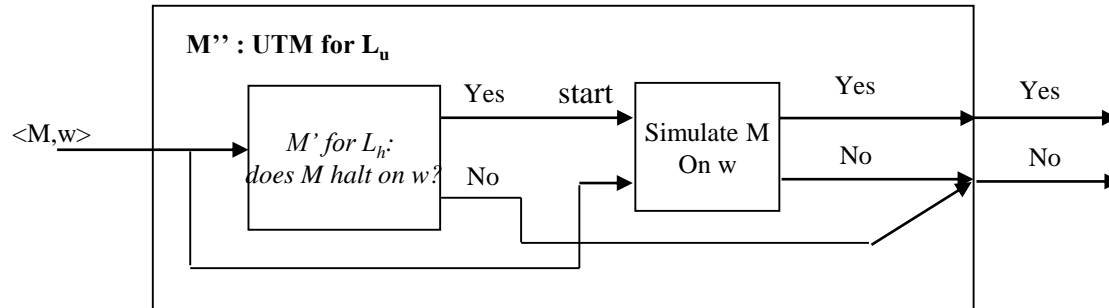 M’’ : UTM for Lu
Yes
start
Yes
Yes
<M,w>
M’ for Lh:
does M halt on w?
Simulate M
On w
No
No
No